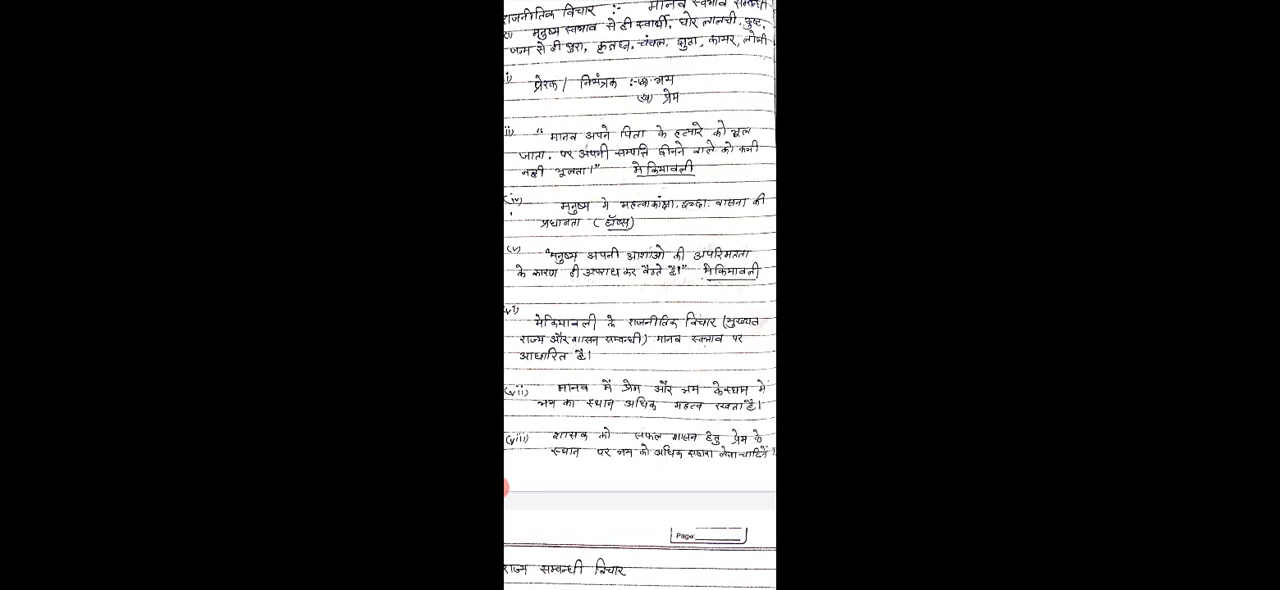 राजनीतिक विचार :- मानव स्वभाव सम्बन्धी
(i) मनुष्य स्वभाव से ही स्वार्थी, घोर लालची, दुष्ट,
जन्म से ही बुरा, कृतघ्न, चंचल, झुठा, कायर, लोभी
i) प्रेरक / नियंत्रक :- (क) भय
(ख) प्रेम
iii) " मानव अपने पिता के हत्यारे को भूल
जाता, पर अपनी सम्पत्ति छीनने वाले को कभी
नही भूलता।" मेकियावली
(iv) मनुष्य मे महत्वाकांक्षा, इच्छा, वासना की
प्रधानता (हॉब्स)
(v) "मनुष्य अपनी आशाओ की अपरिमितता
के कारण ही अपराध कर बैठते है।" मेकियावली
vi)
मेकियावली के राजनीतिक विचार (मुख्यत
राज्य और शासन सम्बन्धी) मानव स्वभाव पर
आधारित है।
(vii) मानव में प्रेम और भय के स्थान मे
भय का स्थान अधिक महत्व रखता है।
(viii) शासक को सफल शासन हेतु प्रेम के
स्थान पर भय को अधिक सहारा लेना चाहिये।
Page:
राज्य सम्बन्धी विचार